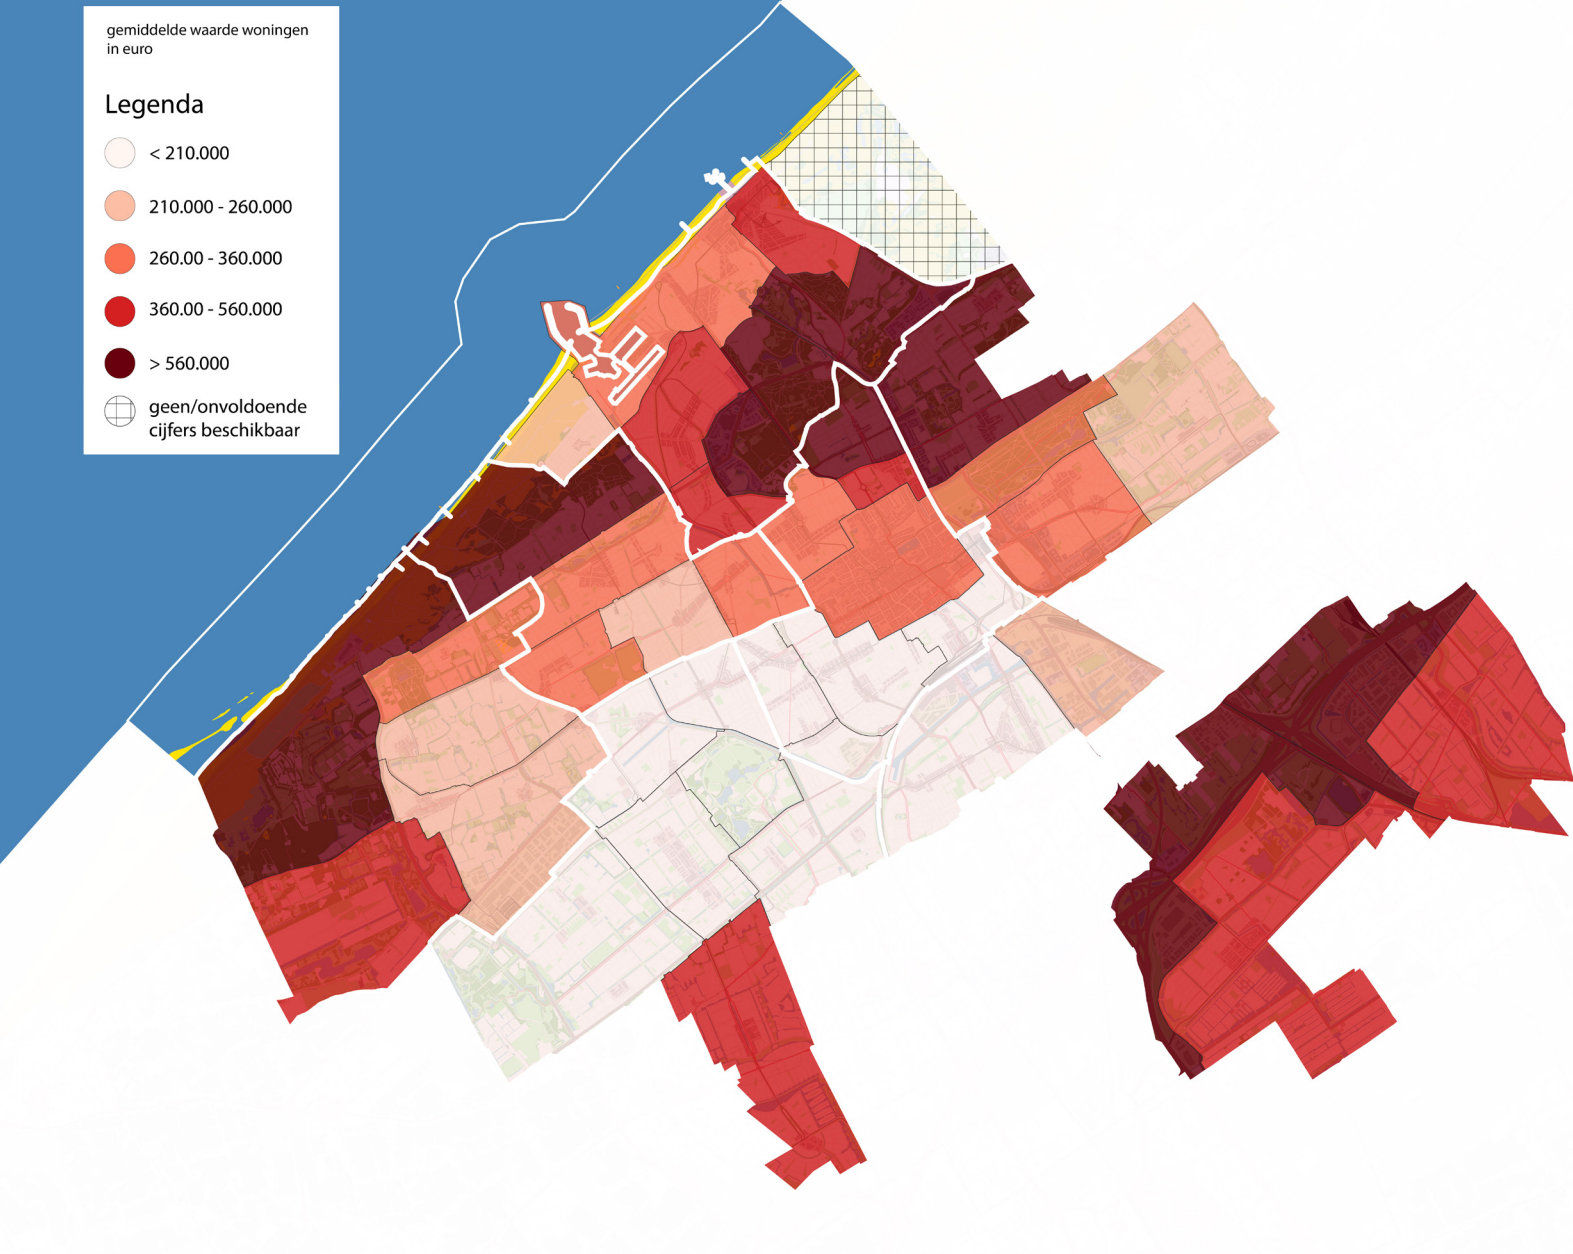 gemiddelde waarde woningen
in euro
Legenda
< 210.000
210.000 - 260.000
260.00 - 360.000
360.00 - 560.000
> 560.000
geen/onvoldoende
cijfers beschikbaar